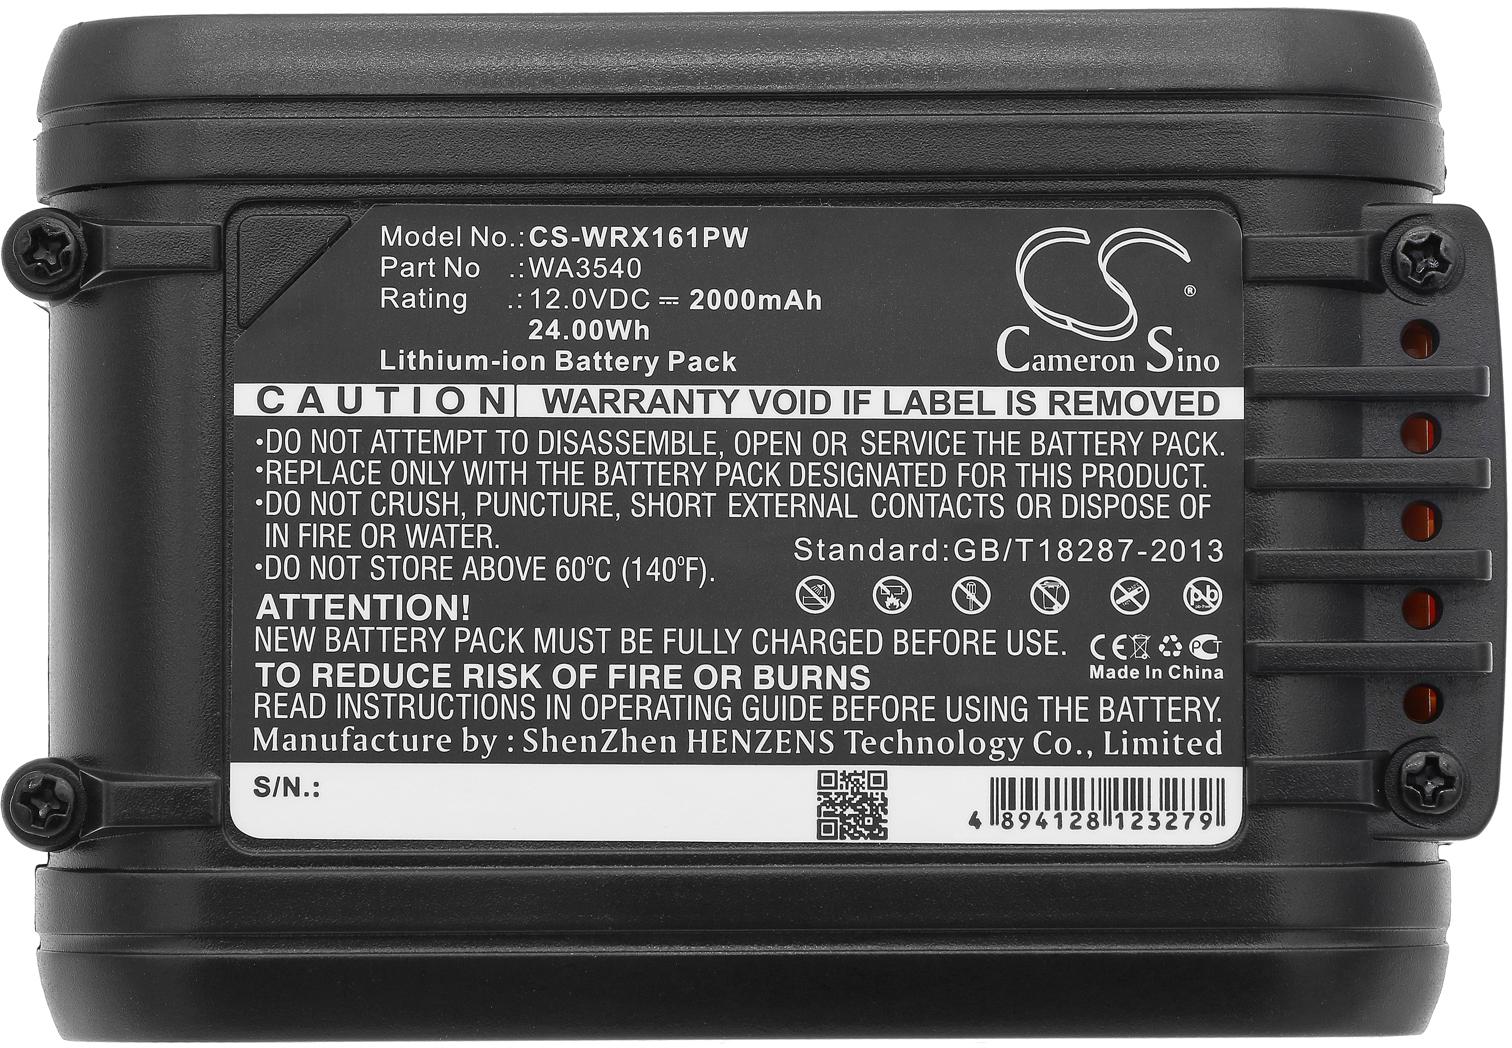 Model No.:CS-WRX161PW
Part No .:WA3540
Rating .:12.0VDC ⎓ 2000mAh
24.00Wh
Lithium-ion Battery Pack
CS
®
Cameron Sino
CAUTION WARRANTY VOID IF LABEL IS REMOVED
•DO NOT ATTEMPT TO DISASSEMBLE, OPEN OR SERVICE THE BATTERY PACK.
•REPLACE ONLY WITH THE BATTERY PACK DESIGNATED FOR THIS PRODUCT.
•DO NOT CRUSH, PUNCTURE, SHORT EXTERNAL CONTACTS OR DISPOSE OF
IN FIRE OR WATER.
•DO NOT STORE ABOVE 60°C (140°F).
Standard:GB/T18287-2013
pb
ATTENTION!
NEW BATTERY PACK MUST BE FULLY CHARGED BEFORE USE.
CE
Made In China
TO REDUCE RISK OF FIRE OR BURNS
READ INSTRUCTIONS IN OPERATING GUIDE BEFORE USING THE BATTERY.
Manufacture by : ShenZhen HENZENS Technology Co., Limited
S/N.:
4 894128 123279